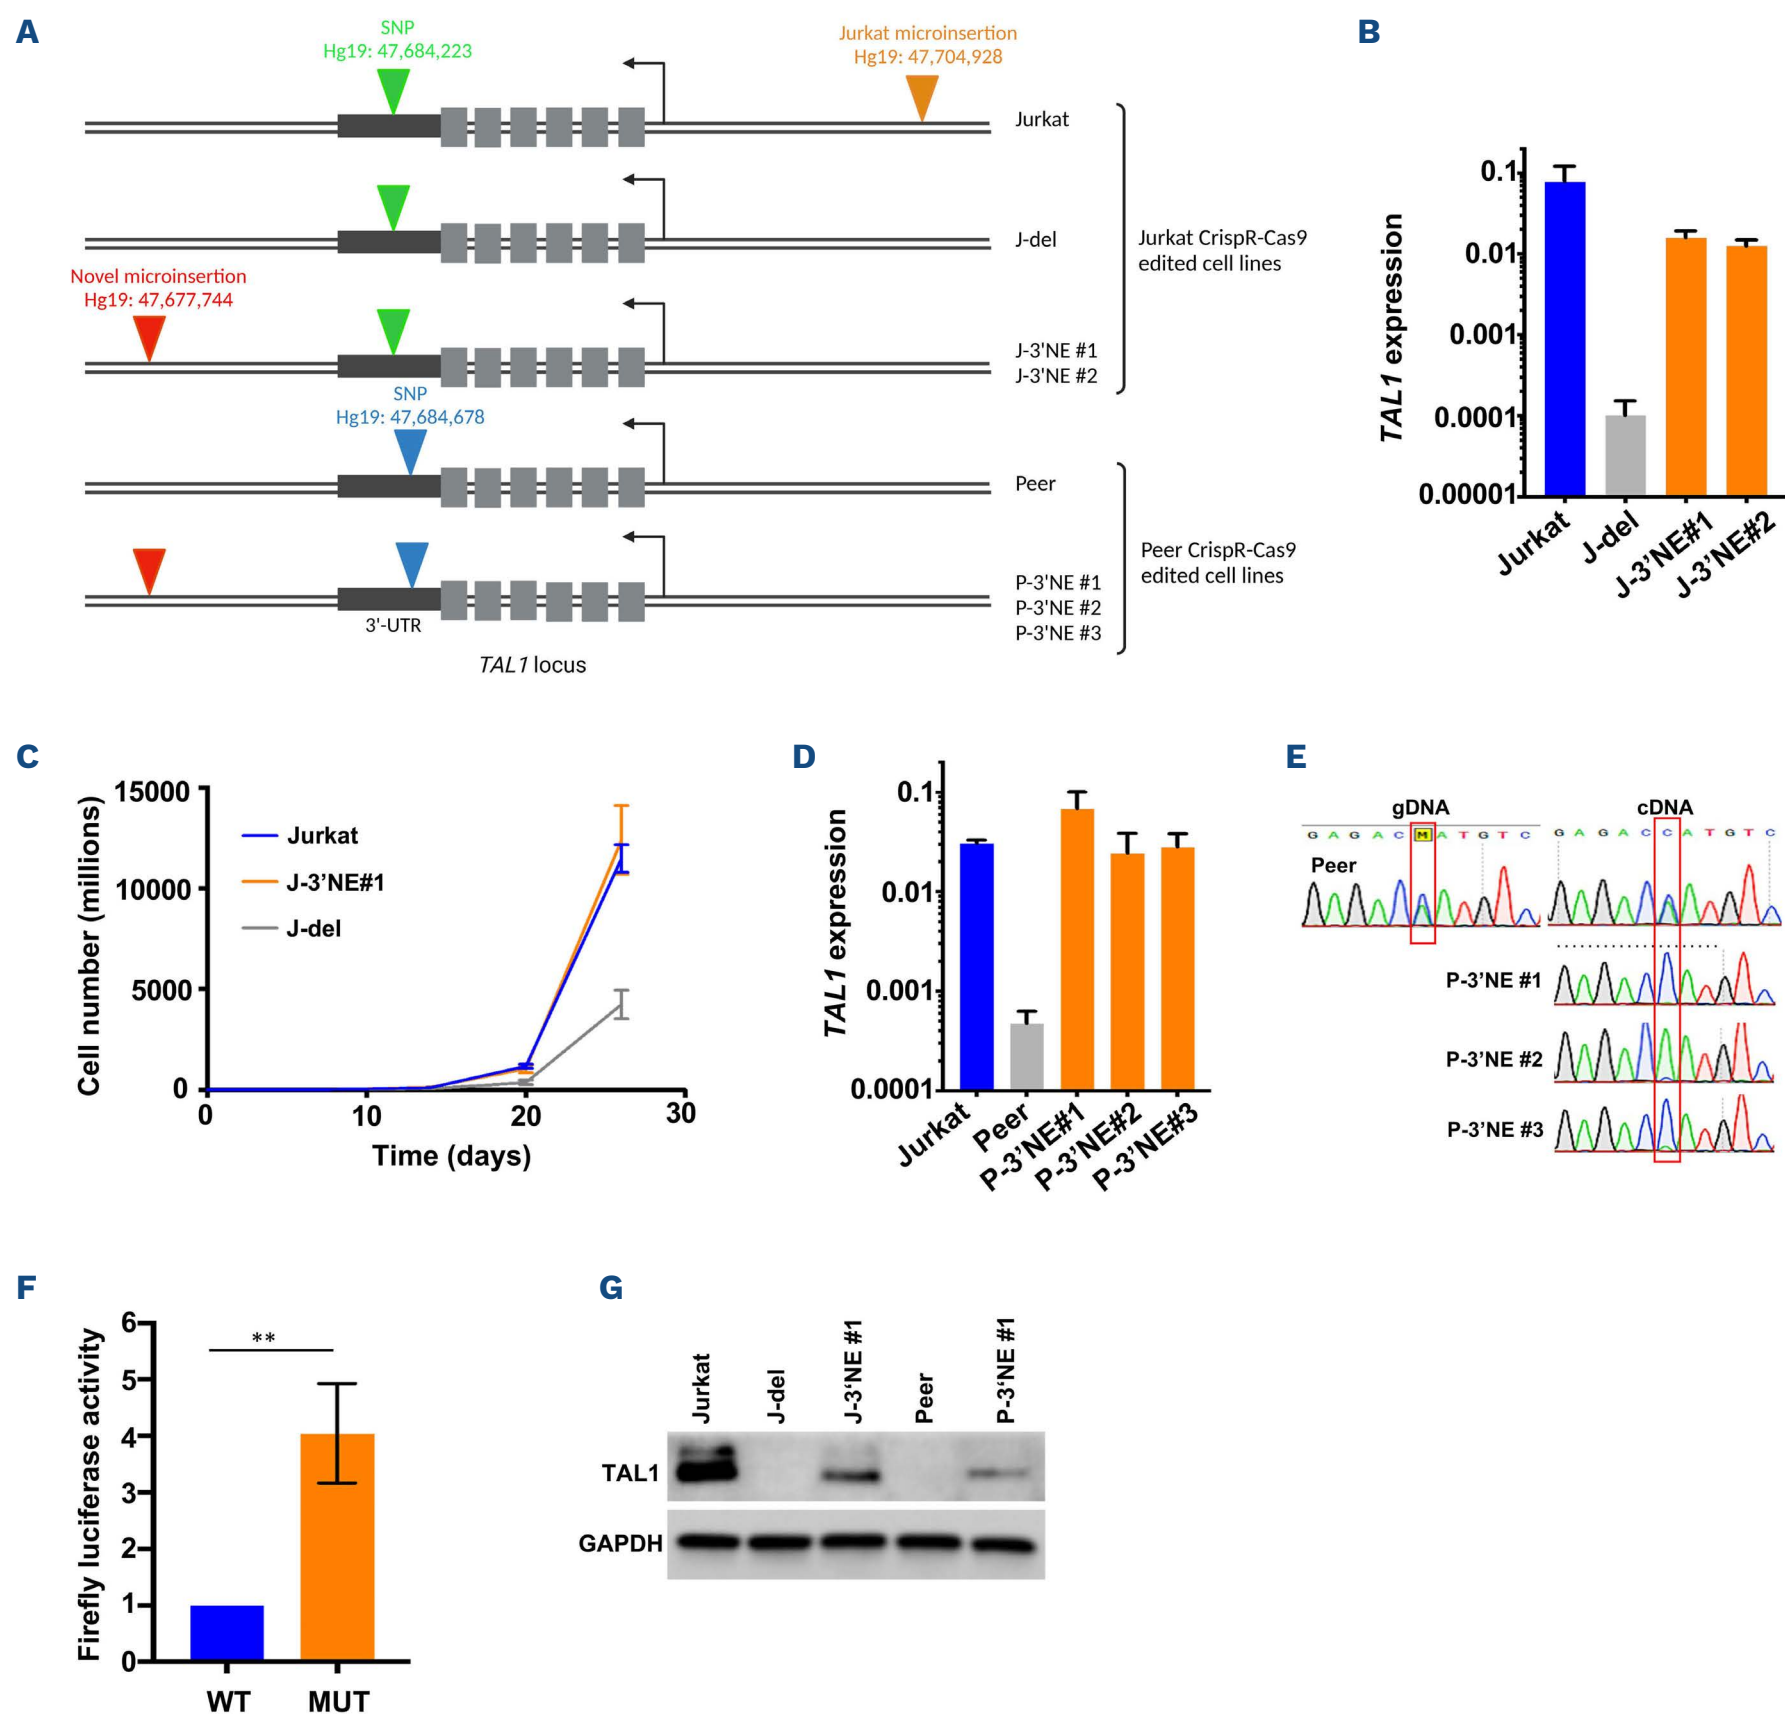 A
SNP
Hg19: 47,684,223
Jurkat microinsertion
Hg19: 47,704,928
Jurkat
J-del
Novel microinsertion
Hg19: 47,677,744
J-3'NE #1
J-3'NE #2
Jurkat CrispR-Cas9
edited cell lines
SNP
Hg19: 47,684,678
Peer
P-3'NE #1
P-3'NE #2
P-3'NE #3
Peer CrispR-Cas9
edited cell lines
3'-UTR
TAL1 locus
B
TAL1 expression
0.1
0.01
0.001
0.0001
0.00001
Jurkat
J-del
J-3’NE#1
J-3’NE#2
C
Cell number (millions)
15000
10000
5000
0
Jurkat
J-3’NE#1
J-del
0
10
20
30
Time (days)
D
TAL1 expression
0.1
0.01
0.001
0.0001
Jurkat
Peer
P-3’NE#1
P-3’NE#2
P-3’NE#3
E
gDNA
cDNA
G A G A C M A T G T C
G A G A C C A T G T C
Peer
P-3’NE #1
P-3’NE #2
P-3’NE #3
F
Firefly luciferase activity
6
5
4
3
2
1
0
**
WT
MUT
G
Jurkat
J-del
J-3‘NE #1
Peer
P-3‘NE #1
TAL1
GAPDH